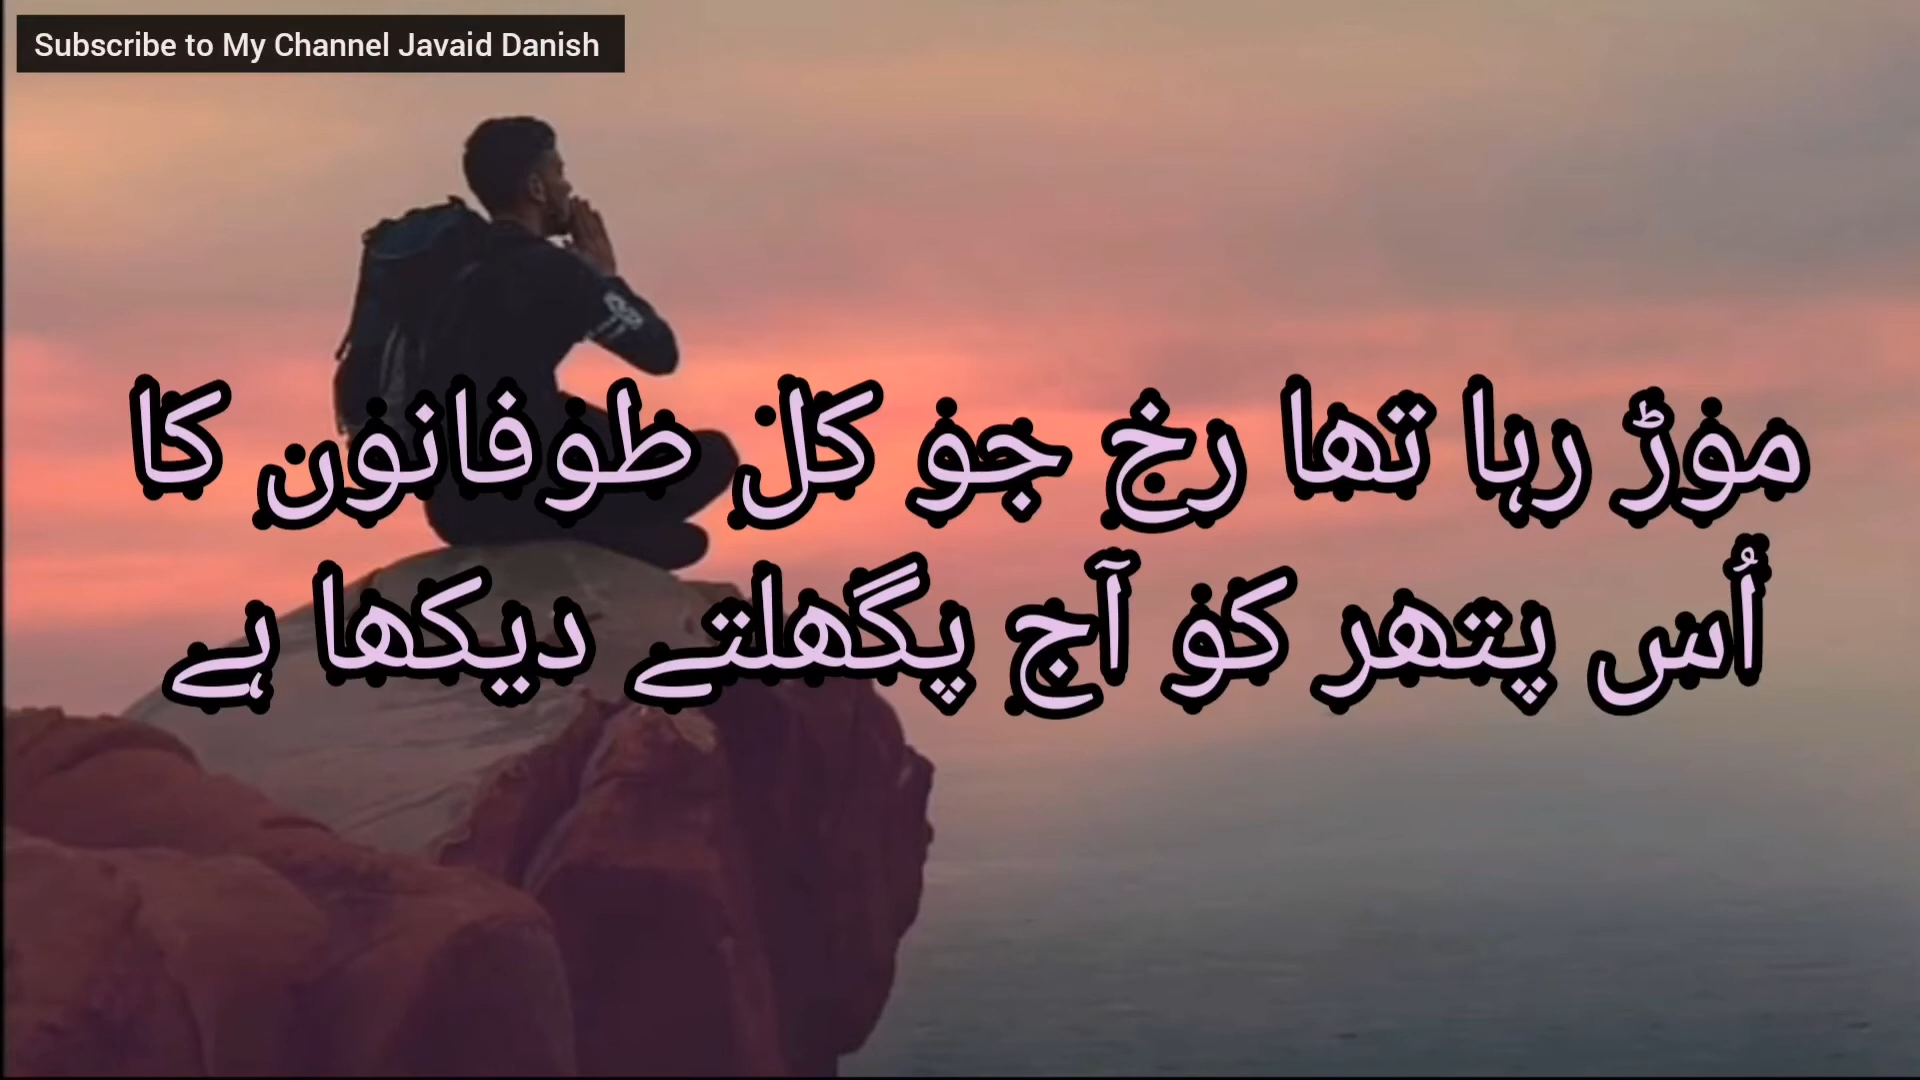 Subscribe to My Channel Javaid Danish
موڑ رہا تھا رخ جو کل طوفانوں کا
اُس پتھر کو آج پگھلتے دیکھا ہے